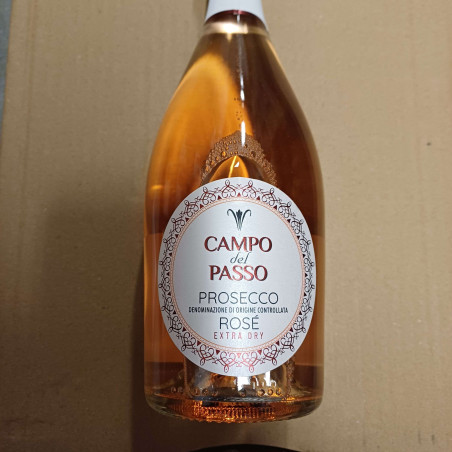 CAMPO
del
PASSO
PROSECCO
DENOMINAZIONE DI ORIGINE CONTROLLATA
ROSÉ
EXTRA DRY